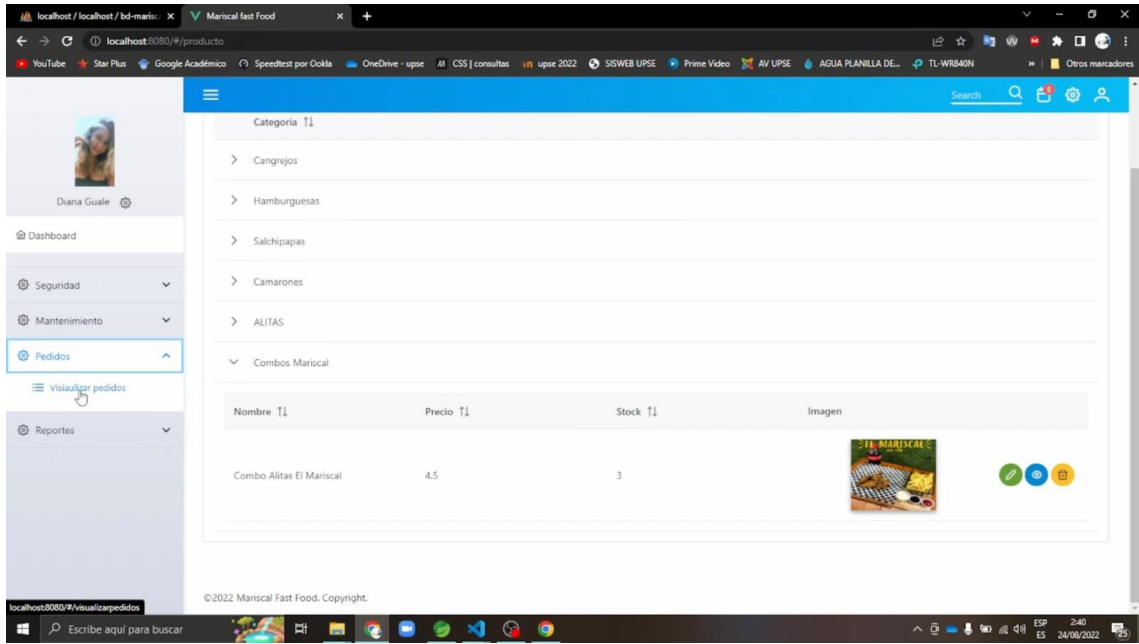 localhost / localhost / bd-marisc
Mariscal fast Food
localhost:8080/#/producto
YouTube Star Plus Google Académico Speedtest por Ookla OneDrive - upse CSS | consultas upse 2022 SISWEB UPSE Prime Video AV UPSE AGUA PLANILLA DE... TL-WR840N » Otros marcadores
Search
Categoria
Cangrejos
Diana Guale
Hamburguesas
Dashboard
Salchipapas
Seguridad
Camarones
Mantenimiento
ALITAS
Pedidos
Combos Mariscal
Visiaulizar pedidos
Nombre Precio Stock Imagen
Reportes
EL MARISCAL
Combo Alitas El Mariscal 4.5 3
©2022 Mariscal Fast Food. Copyright.
localhost:8080/#/visualizarpedidos
Escribe aquí para buscar
ESP 2:40
ES 24/08/2022